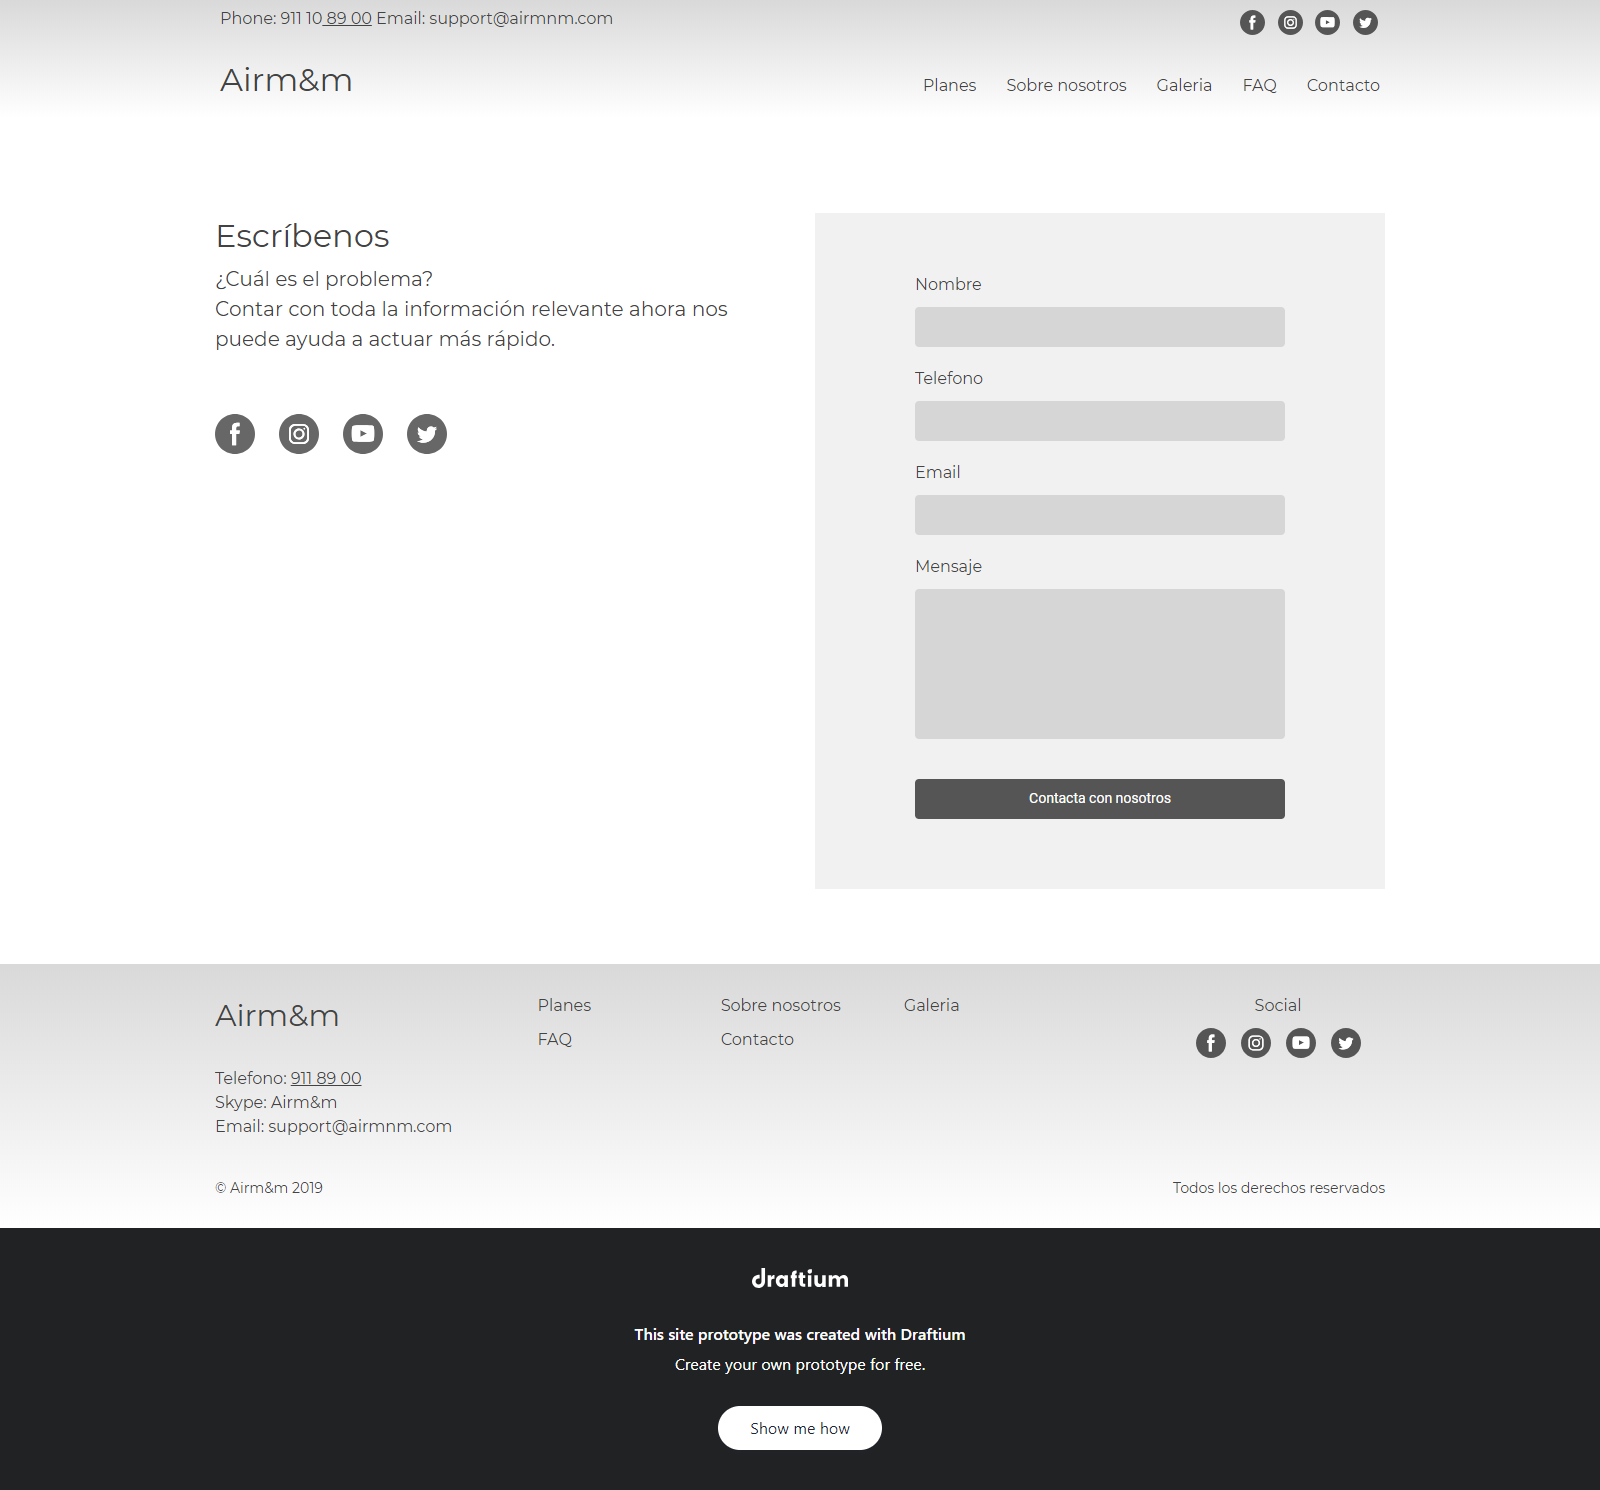 Phone: 911 10 89 00 Email: support@airmnm.com
Airm&m
Planes Sobre nosotros Galeria FAQ Contacto
Escríbenos
¿Cuál es el problema?
Contar con toda la información relevante ahora nos
puede ayuda a actuar más rápido.
Nombre
Telefono
Email
Mensaje
Contacta con nosotros
Airm&m
Planes Sobre nosotros Galeria
FAQ Contacto
Social
Telefono: 911 89 00
Skype: Airm&m
Email: support@airmnm.com
© Airm&m 2019
Todos los derechos reservados
draftium
This site prototype was created with Draftium
Create your own prototype for free.
Show me how